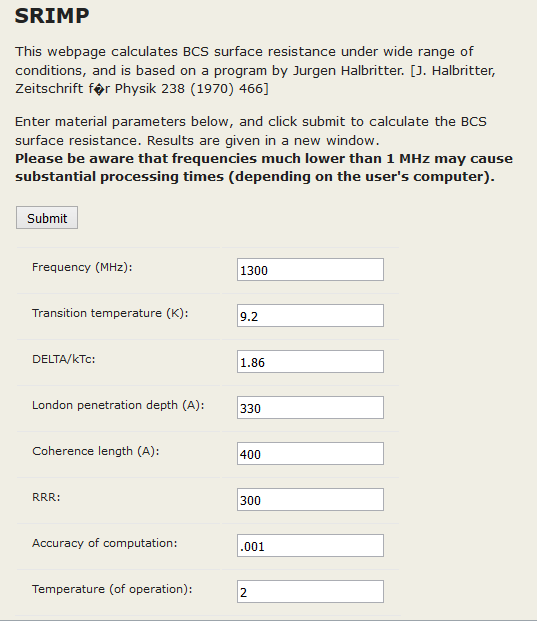 SRIMP
This webpage calculates BCS surface resistance under wide range of
conditions, and is based on a program by Jurgen Halbritter. [J. Halbritter,
Zeitschrift f�r Physik 238 (1970) 466]
Enter material parameters below, and click submit to calculate the BCS
surface resistance. Results are given in a new window.
Please be aware that frequencies much lower than 1 MHz may cause
substantial processing times (depending on the user's computer).
Submit
Frequency (MHz): 1300
Transition temperature (K): 9.2
DELTA/kTc: 1.86
London penetration depth (A): 330
Coherence length (A): 400
RRR: 300
Accuracy of computation: .001
Temperature (of operation): 2